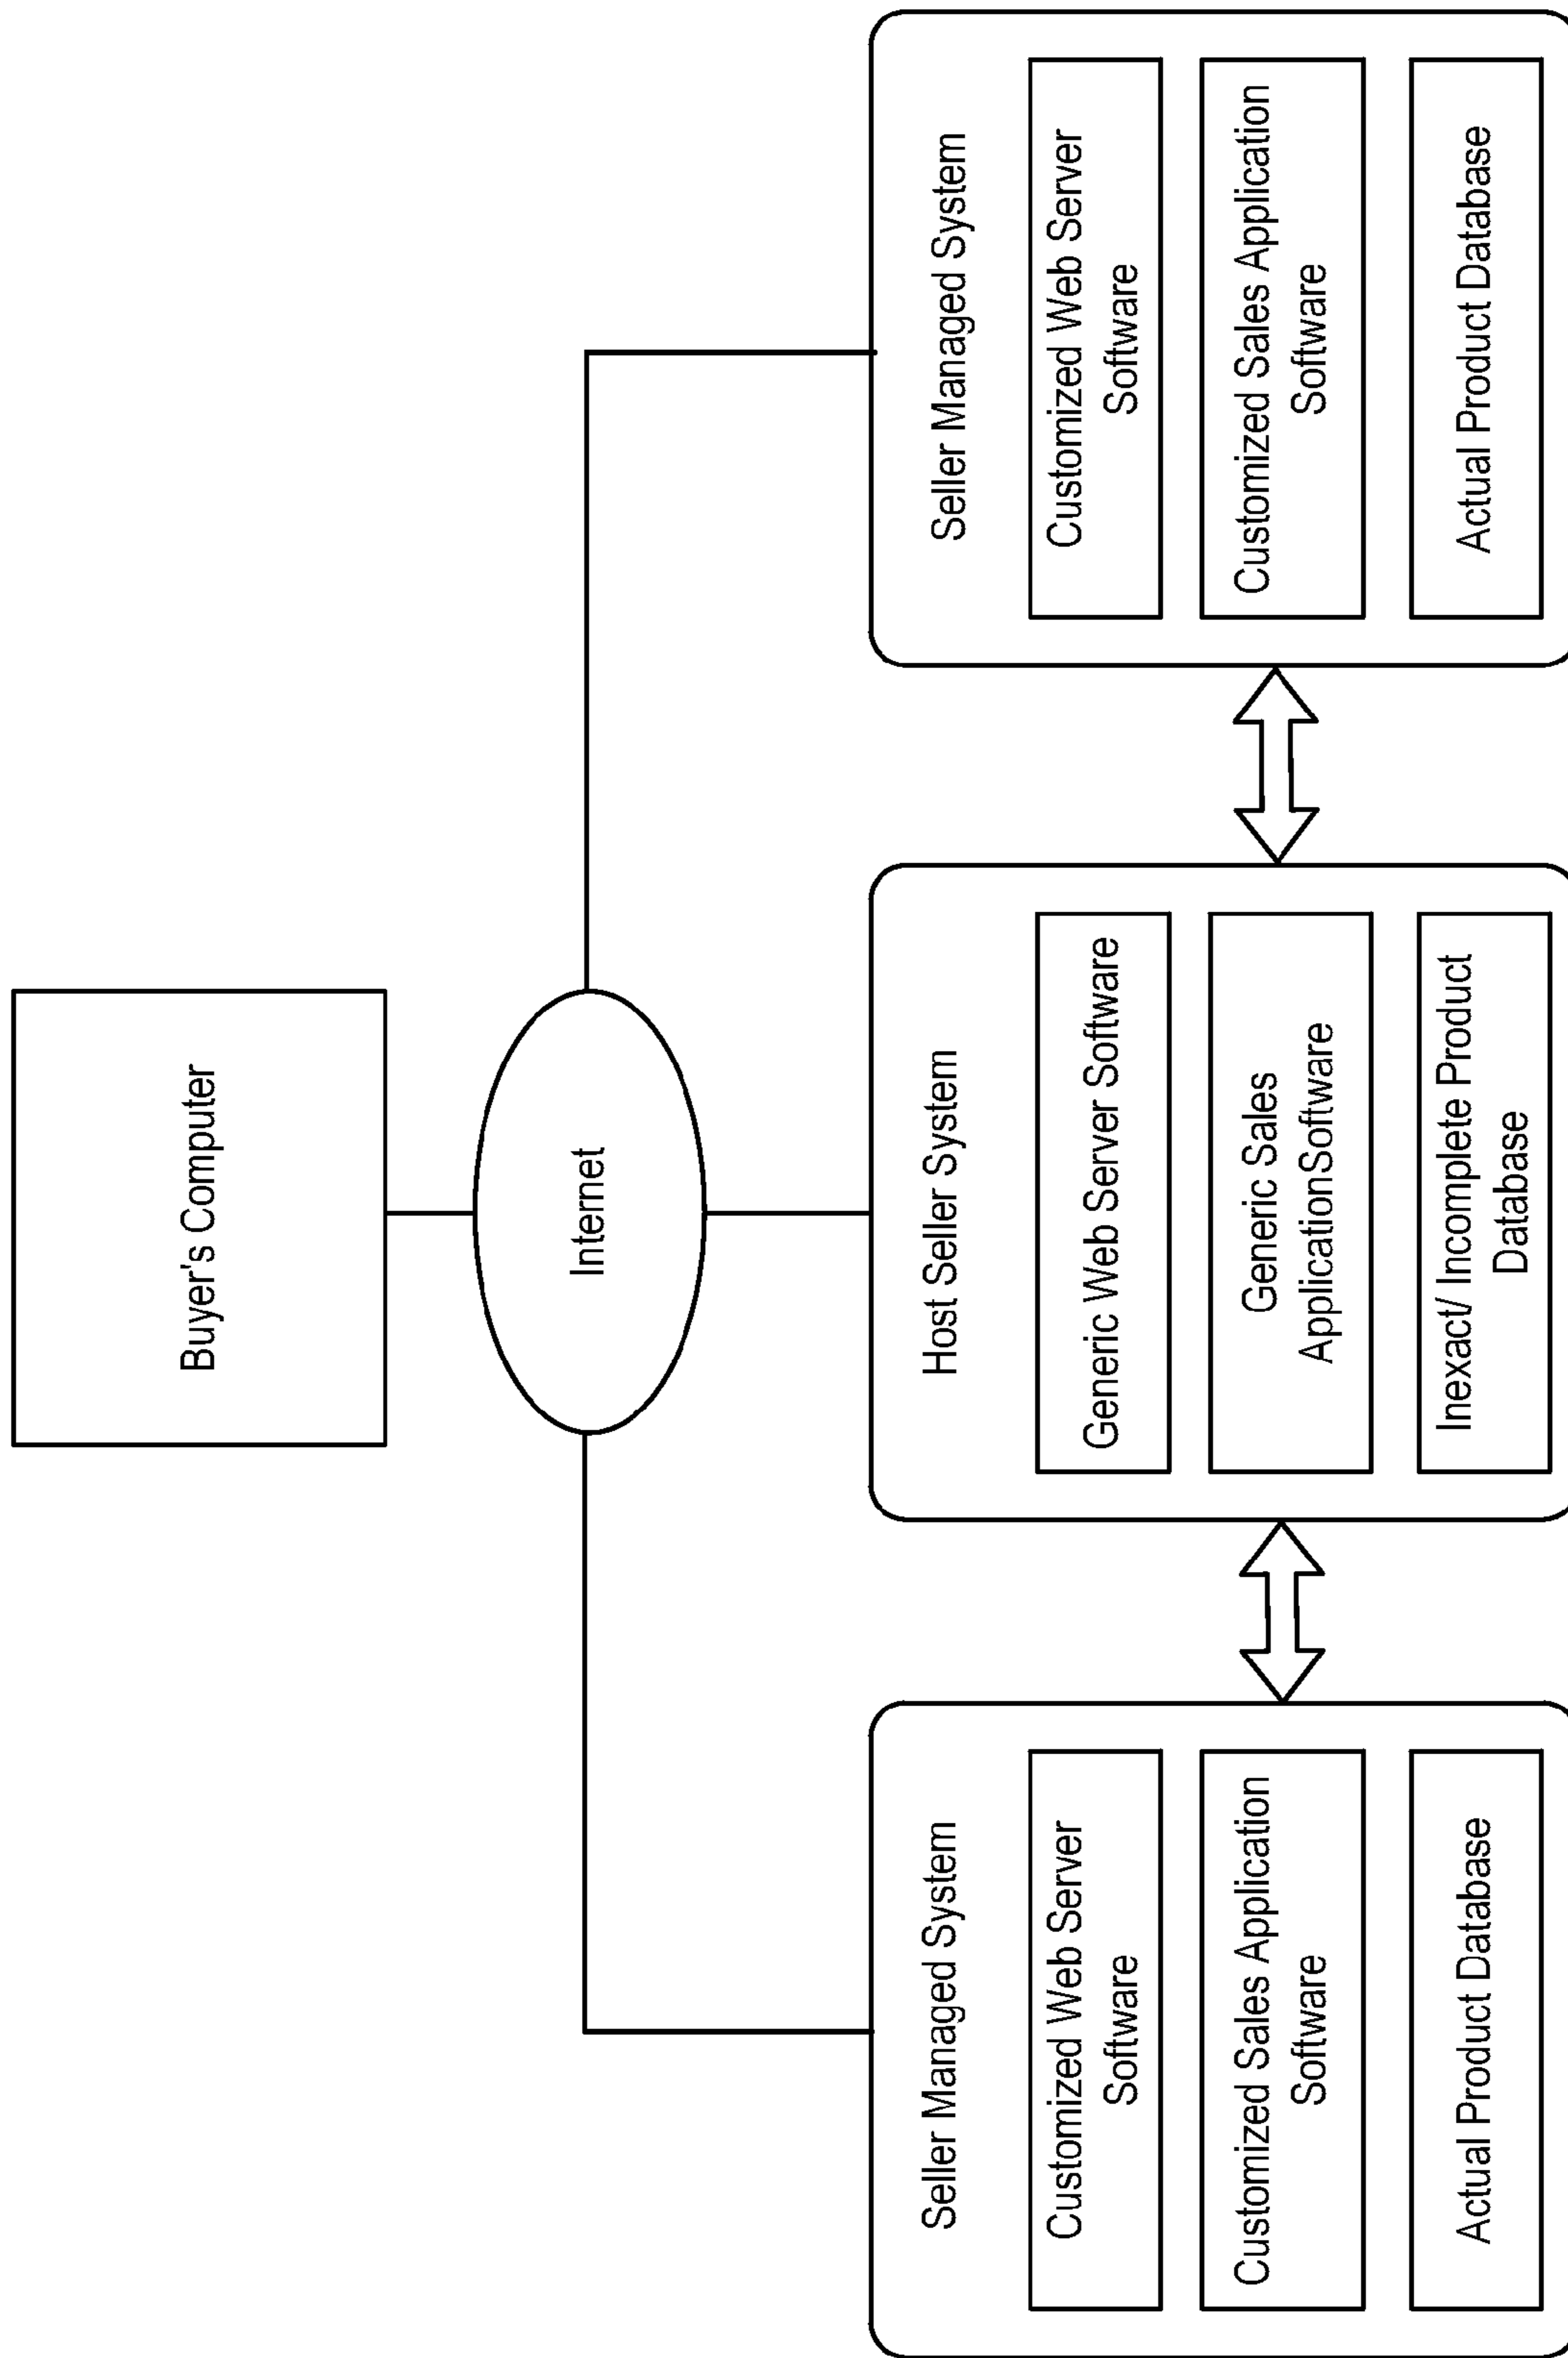 Buyer's Computer
Internet
Seller Managed System
Customized Web Server
Software
Customized Sales Application
Software
Actual Product Database
Host Seller System
Generic Web Server Software
Generic Sales
ApplicationSoftware
Inexact/ Incomplete Product
Database
Seller Managed System
Customized Web Server
Software
Customized Sales Application
Software
Actual Product Database